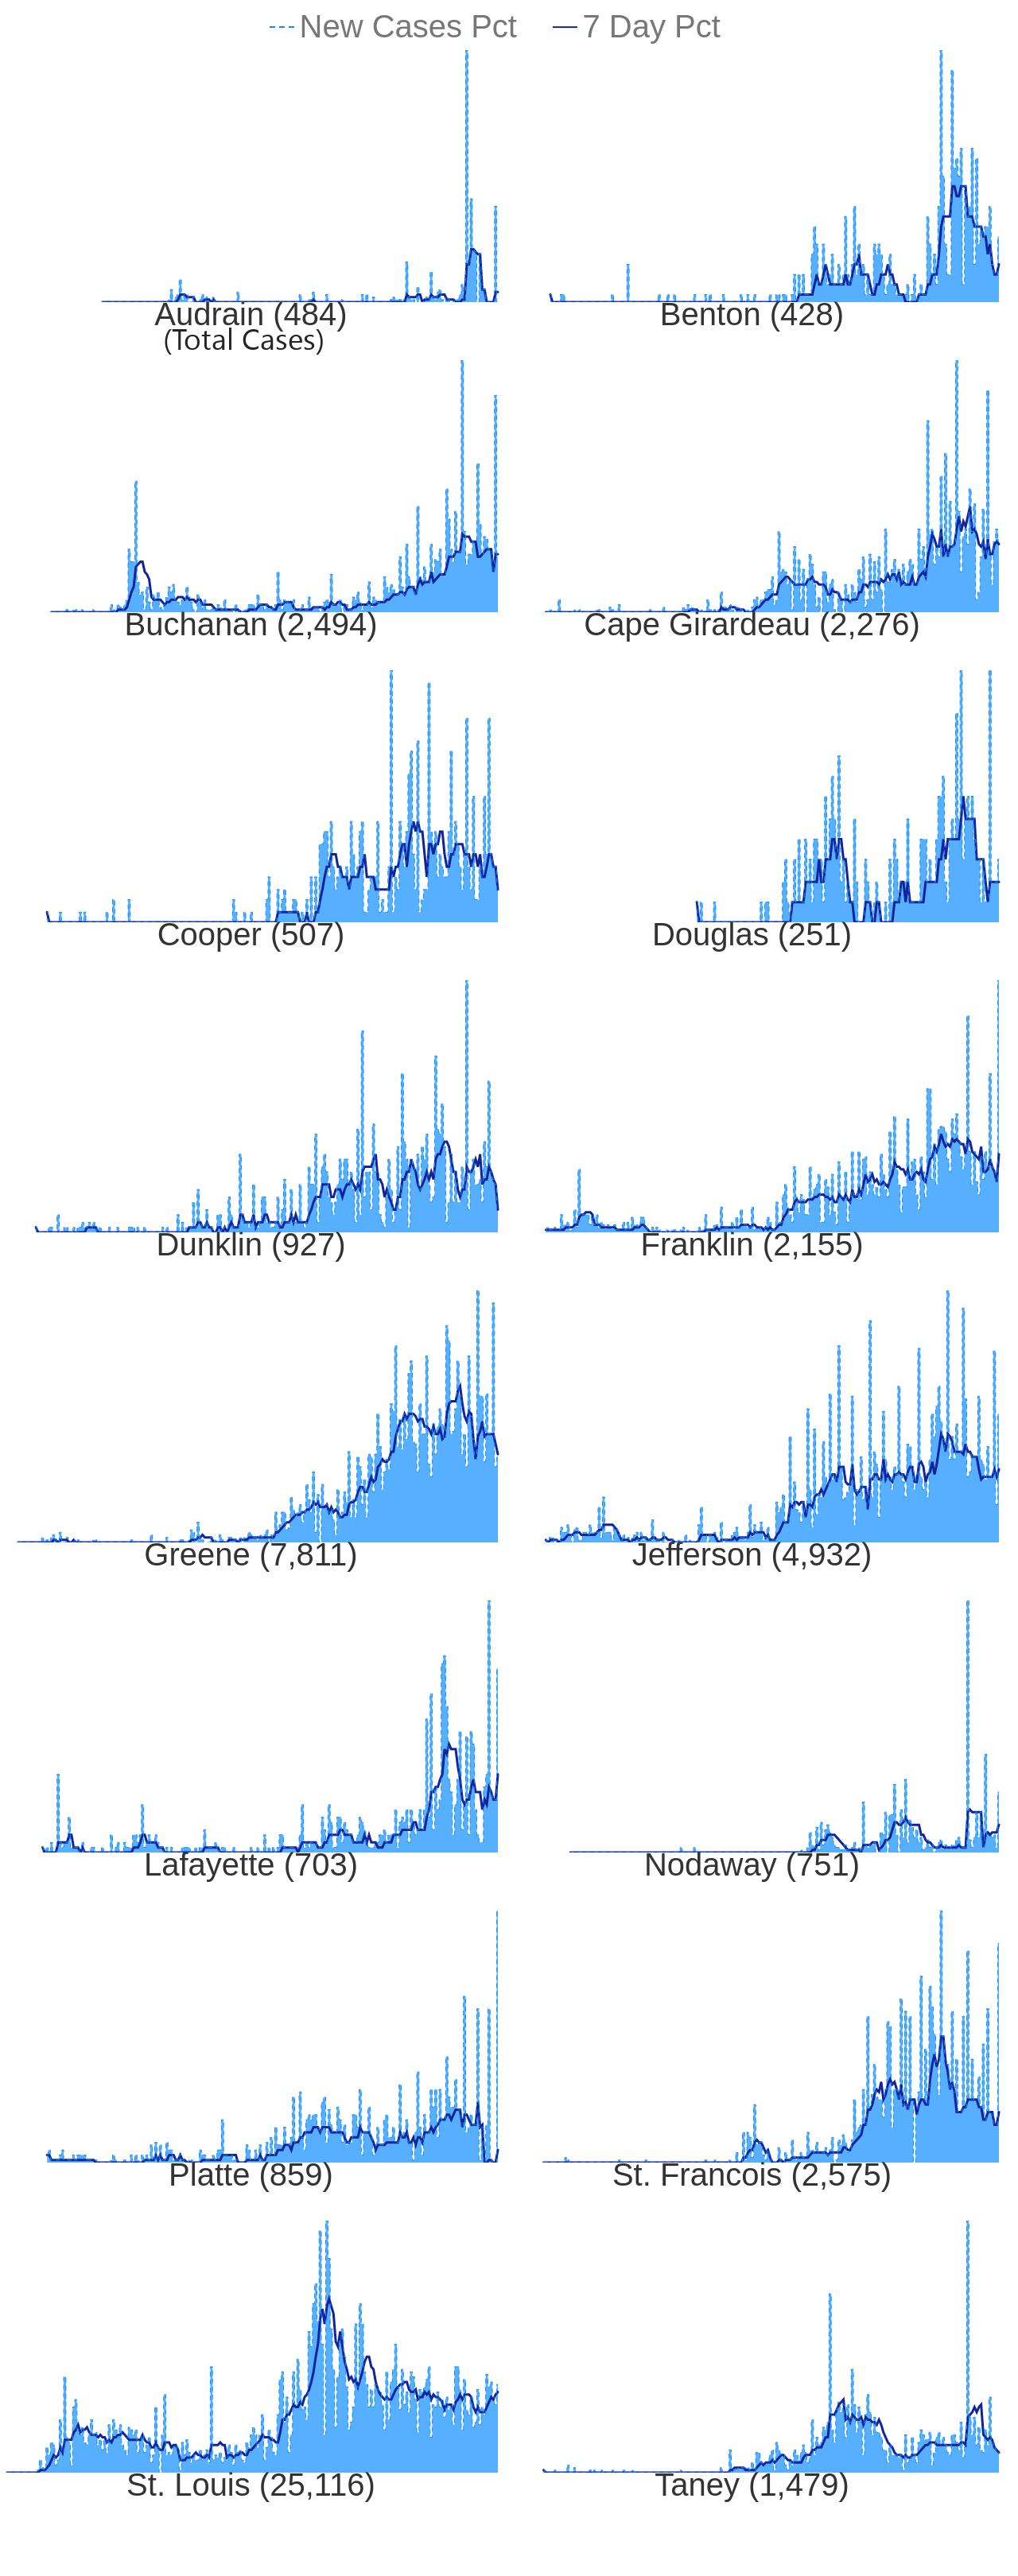 New Cases Pct 7 Day Pct
Audrain (484) Benton (428)
(Total Cases)
Buchanan (2,494) Cape Girardeau (2,276)
Cooper (507) Douglas (251)
Dunklin (927) Franklin (2,155)
Greene (7,811) Jefferson (4,932)
Lafayette (703) Nodaway (751)
Platte (859) St. Francois (2,575)
St. Louis (25,116) Taney (1,479)